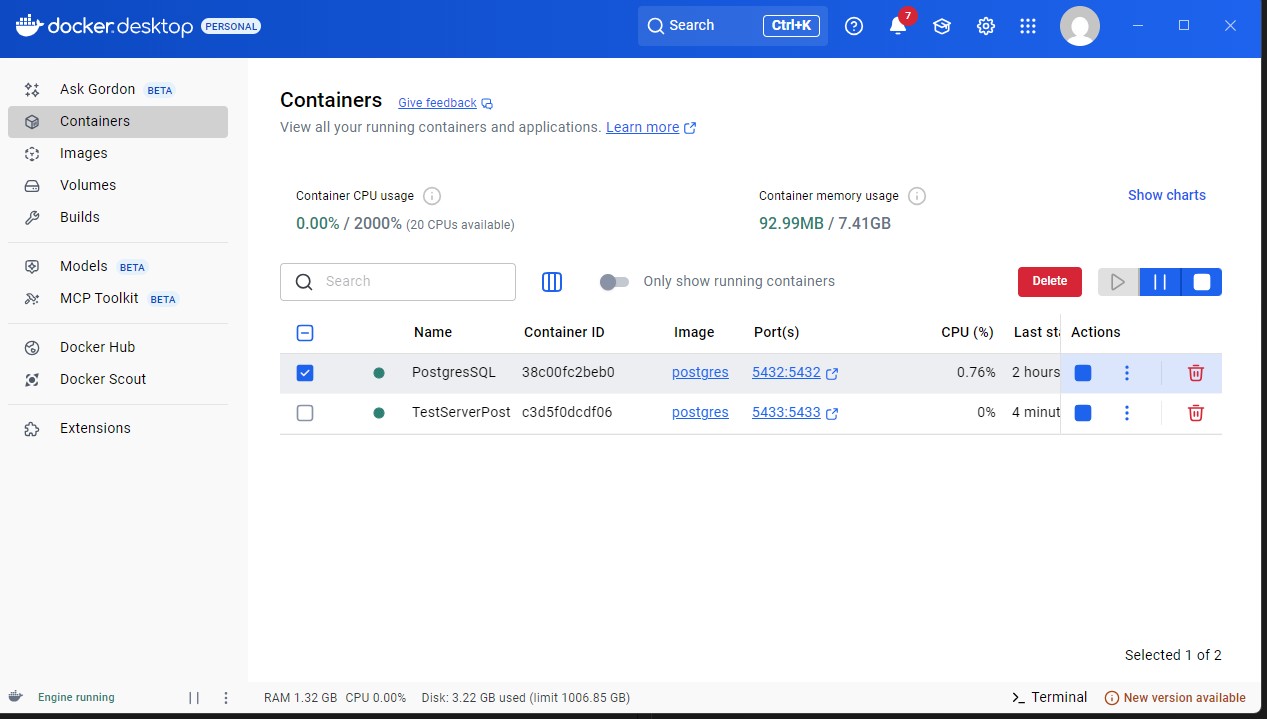 docker.desktop PERSONAL
Search Ctrl+K
7
Ask Gordon BETA
Containers
Images
Volumes
Builds
Models BETA
MCP Toolkit BETA
Docker Hub
Docker Scout
Extensions
Containers Give feedback
View all your running containers and applications. Learn more
Container CPU usage
0.00% / 2000% (20 CPUs available)
Container memory usage
92.99MB / 7.41GB
Show charts
Search
Only show running containers
Delete
Name Container ID Image Port(s) CPU (%) Last sta Actions
PostgresSQL 38c00fc2beb0 postgres 5432:5432 0.76% 2 hours
TestServerPost c3d5f0dcdf06 postgres 5433:5433 0% 4 minut
Selected 1 of 2
Engine running
RAM 1.32 GB CPU 0.00% Disk: 3.22 GB used (limit 1006.85 GB)
Terminal
New version available